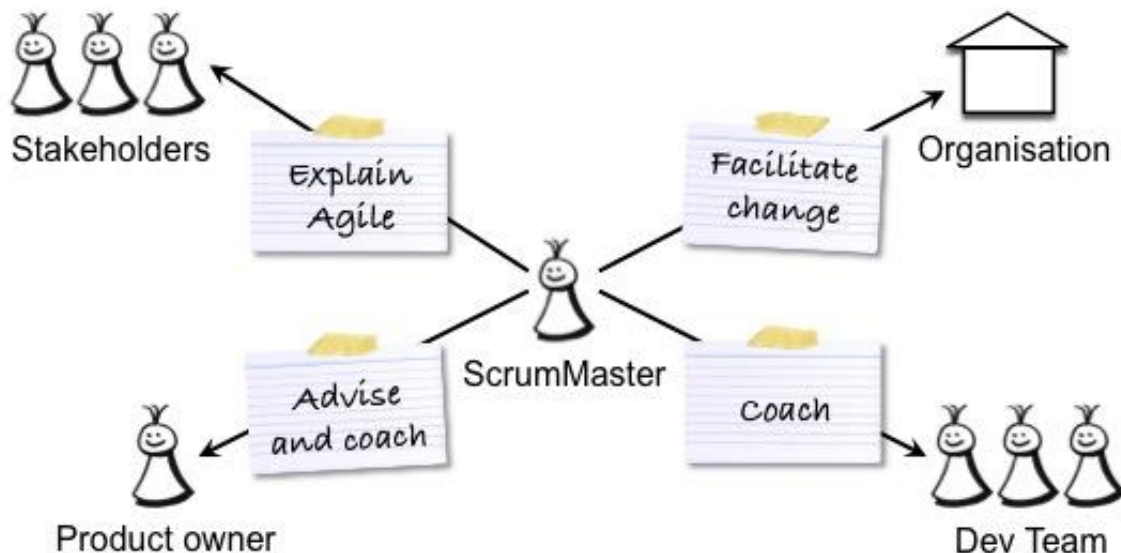 Stakeholders
Explain
Agile
Facilitate
change
Organisation
ScrumMaster
Advise
and coach
Product owner
Coach
Dev Team